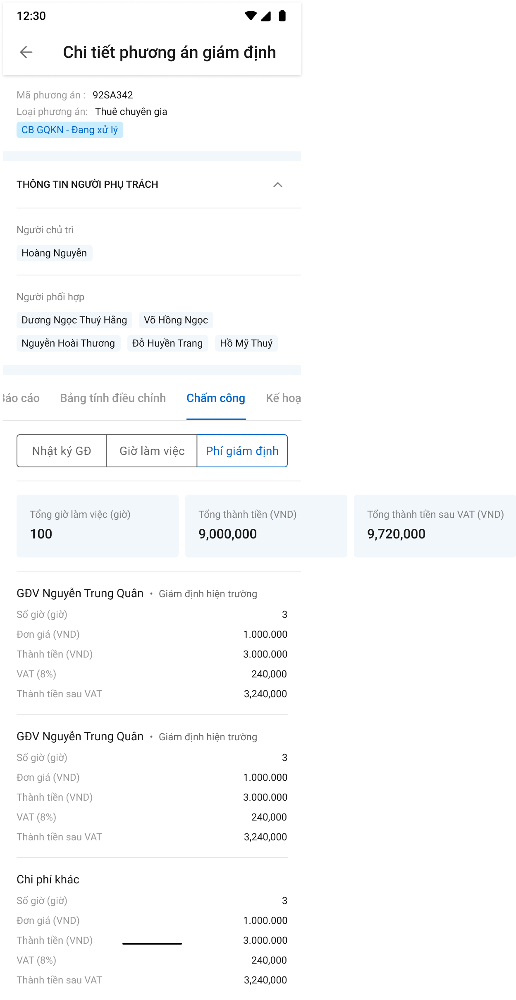 12:30
Chi tiết phương án giám định
Mã phương án : 92SA342
Loại phương án: Thuê chuyên gia
CB GQKN - Đang xử lý
THÔNG TIN NGƯỜI PHỤ TRÁCH
Người chủ trì
Hoàng Nguyễn
Người phối hợp
Dương Ngọc Thuý Hằng Võ Hồng Ngọc
Nguyễn Hoài Thương Đỗ Huyền Trang Hồ Mỹ Thuý
Báo cáo Bảng tính điều chỉnh Chấm công Kế hoạ
Nhật ký GĐ Giờ làm việc Phí giám định
Tổng giờ làm việc (giờ) Tổng thành tiền (VND) Tổng thành tiền sau VAT (VND)
100 9,000,000 9,720,000
GĐV Nguyễn Trung Quân • Giám định hiện trường
Số giờ (giờ) 3
Đơn giá (VND) 1.000.000
Thành tiền (VND) 3.000.000
VAT (8%) 240,000
Thành tiền sau VAT 3,240,000
GĐV Nguyễn Trung Quân • Giám định hiện trường
Số giờ (giờ) 3
Đơn giá (VND) 1.000.000
Thành tiền (VND) 3.000.000
VAT (8%) 240,000
Thành tiền sau VAT 3,240,000
Chi phí khác
Số giờ (giờ) 3
Đơn giá (VND) 1.000.000
Thành tiền (VND) 3.000.000
VAT (8%) 240,000
Thành tiền sau VAT 3,240,000